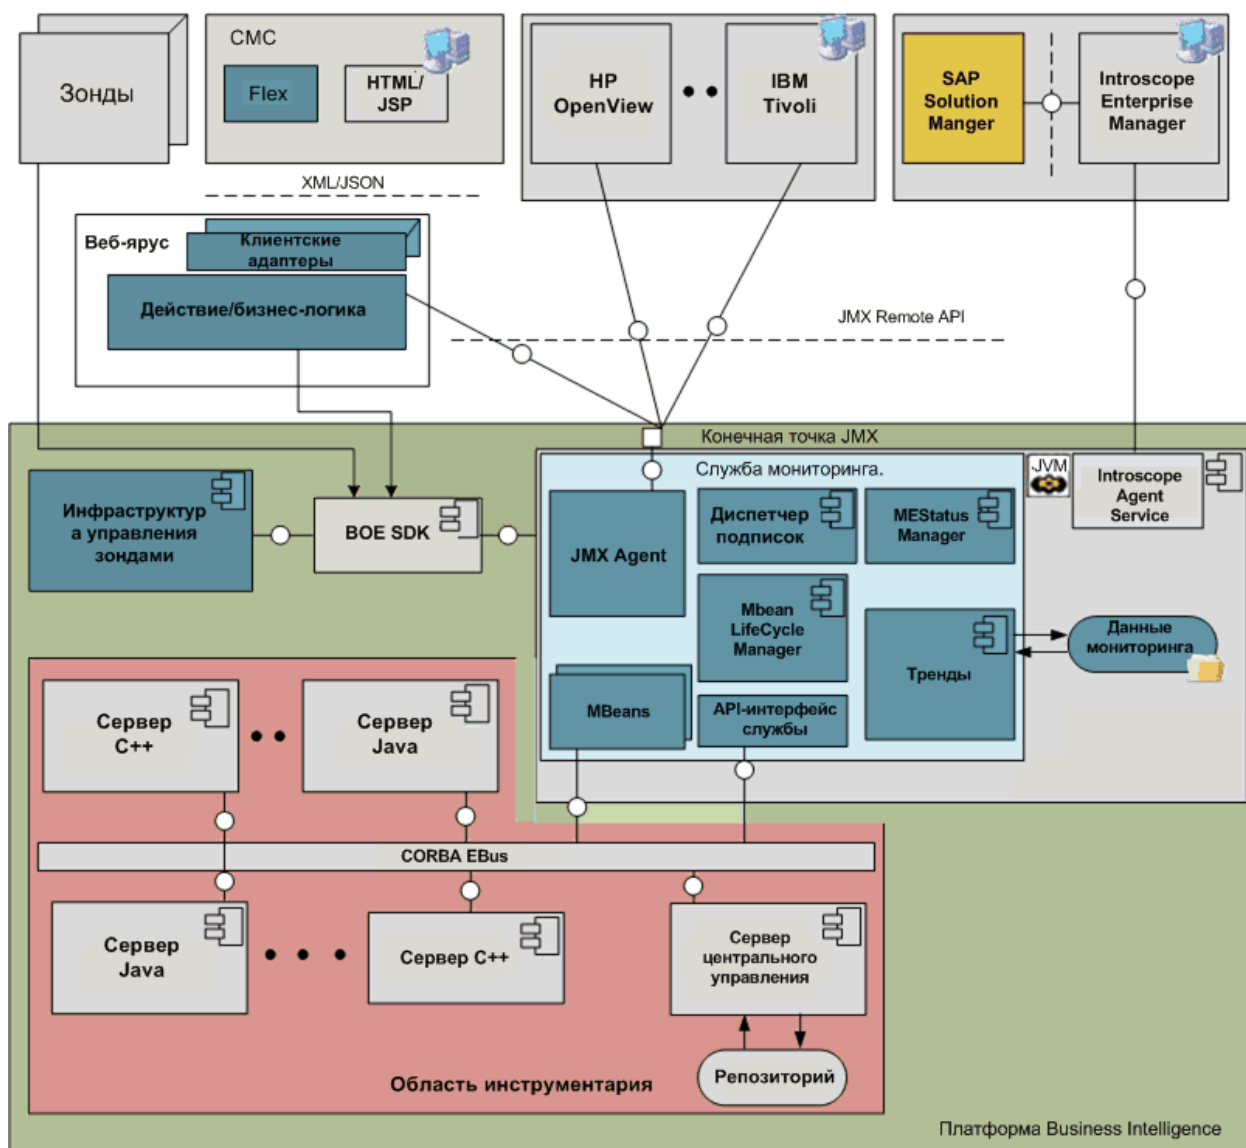 Зонды
CMC
Flex
HTML/
JSP
HP
OpenView
IBM
Tivoli
SAP
Solution
Manger
Introscope
Enterprise
Manager
XML/JSON
Веб-ярус
Клиентские
адаптеры
Действие/бизнес-логика
JMX Remote API
Конечная точка JMX
Служба мониторинга.
JVM
Introscope
Agent
Service
Инфраструктур
а управления
зондами
BOE SDK
JMX Agent
Диспетчер
подписок
MEStatus
Manager
Mbean
LifeCycle
Manager
Тренды
Данные
мониторинга
MBeans
API-интерфейс
службы
Сервер
C++
Сервер
Java
CORBA EBus
Сервер
Java
Сервер C++
Сервер
центрального
управления
Репозиторий
Область инструментария
Платформа Business Intelligence